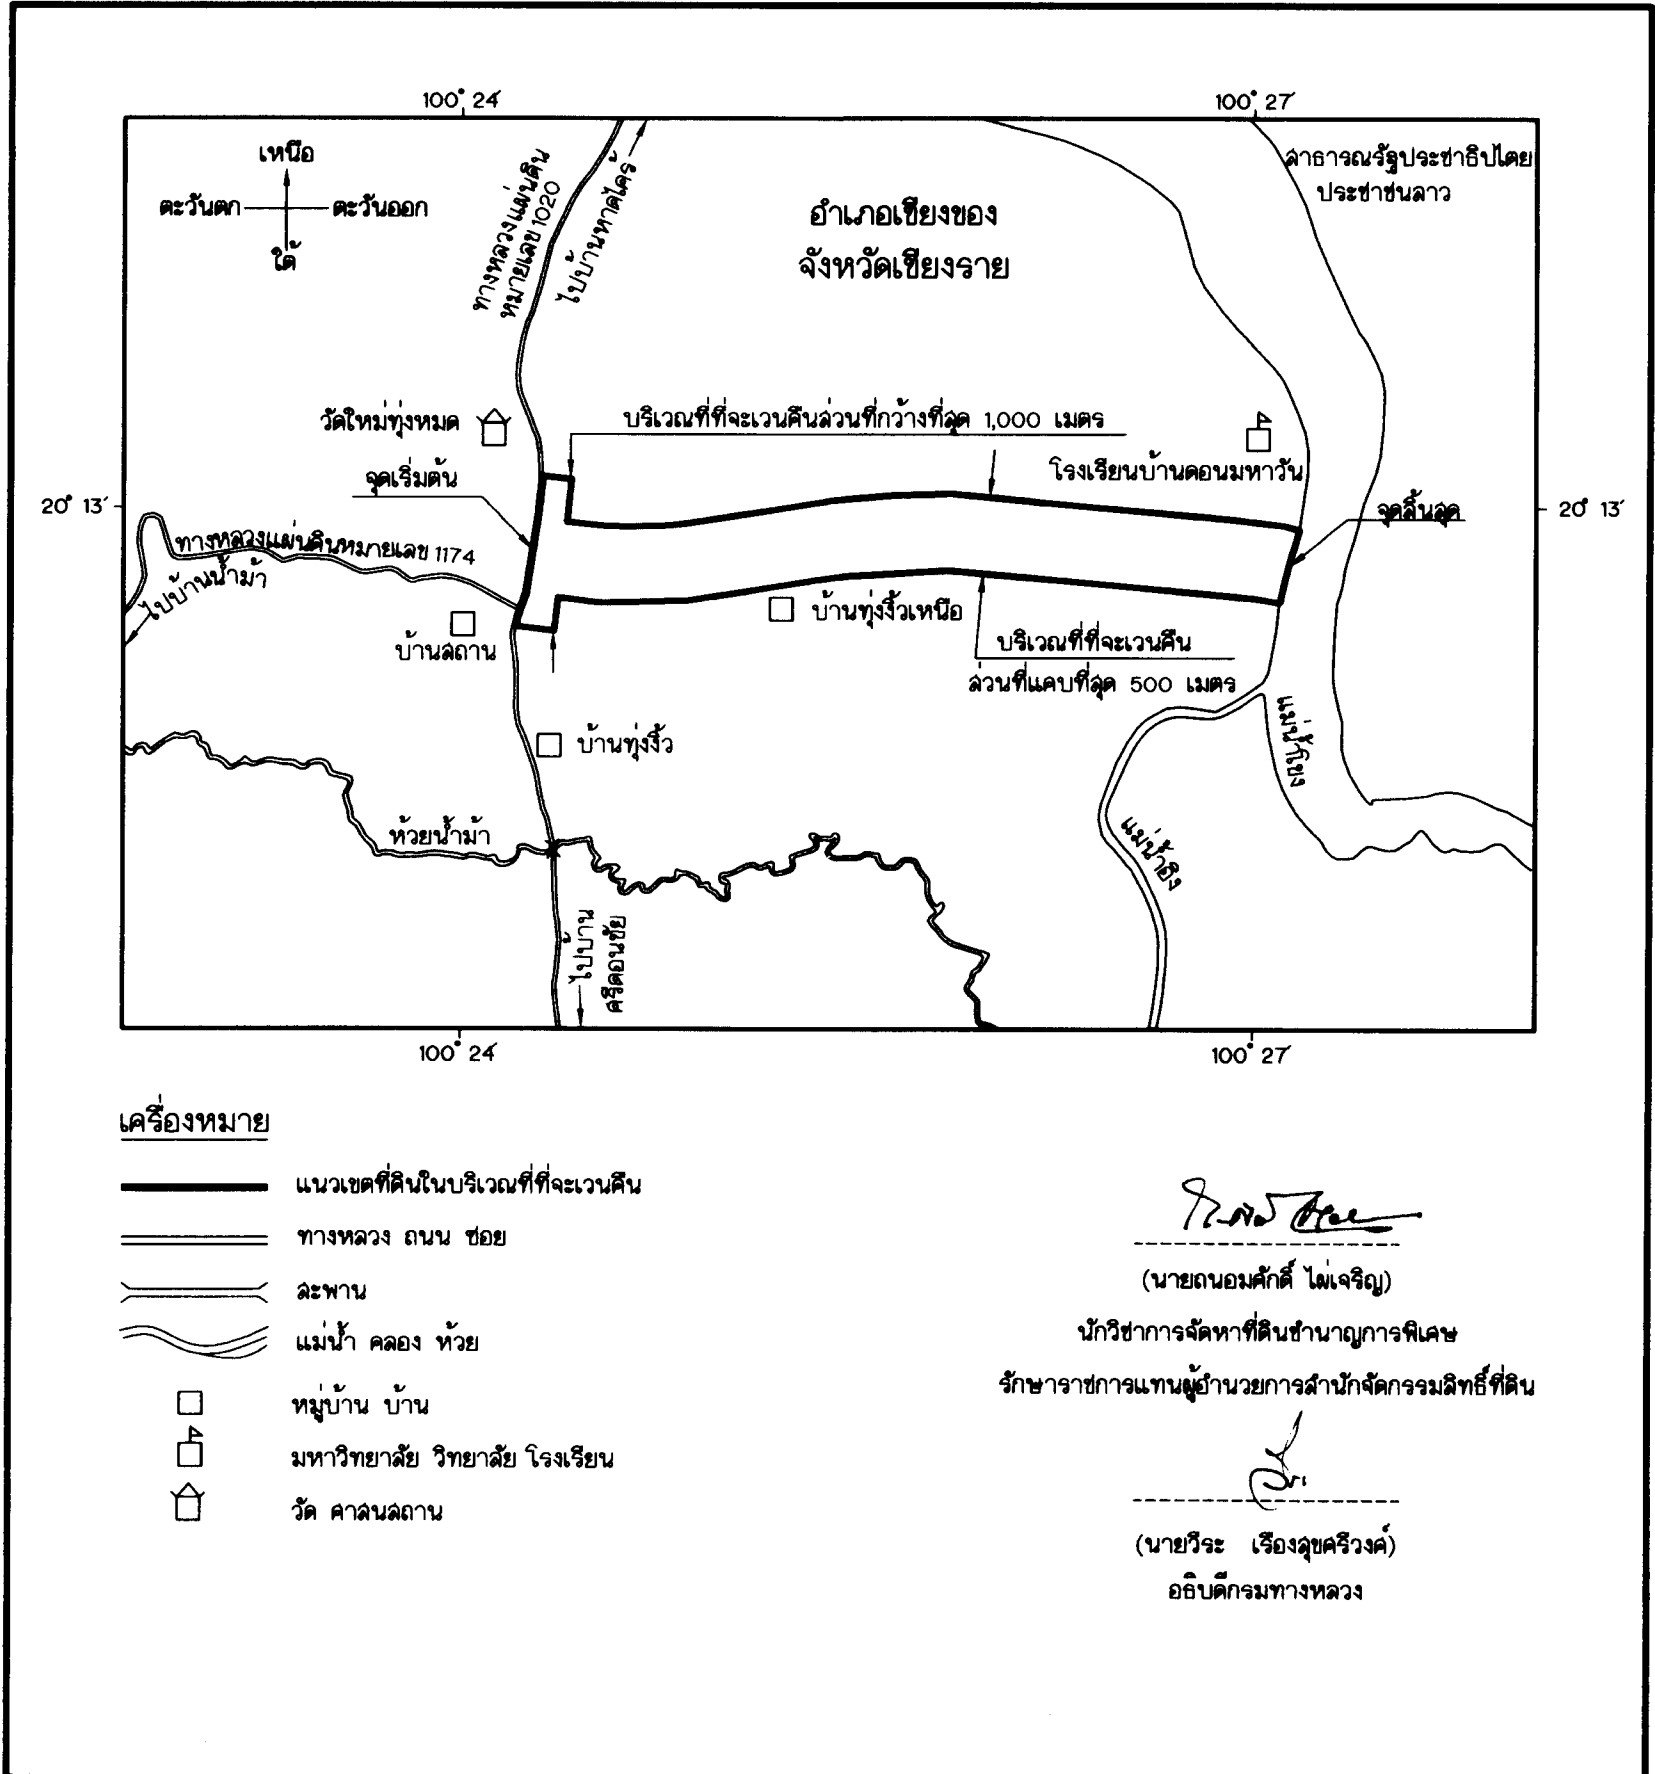 100° 24′
100° 27′
เหนือ
ตะวันตก
ตะวันออก
ใต้
ทางหลวงแผ่นดิน
หมายเลข 1020
ไปบ้านหาดไคร้
อำเภอเชียงของ
จังหวัดเชียงราย
สาธารณรัฐประชาธิปไตย
ประชาชนลาว
วัดใหม่ทุ่งหมด
บริเวณที่ที่จะเวนคืนส่วนที่กว้างที่สุด 1,000 เมตร
จุดเริ่มต้น
โรงเรียนบ้านดอนมหาวัน
20° 13′
จุดสิ้นสุด
20° 13′
ทางหลวงแผ่นดินหมายเลข 1174
ไปบ้านน้ำม้า
บ้านสถาน
บ้านทุ่งงิ้วเหนือ
บริเวณที่ที่จะเวนคืน
ส่วนที่แคบที่สุด 500 เมตร
บ้านทุ่งงิ้ว
แม่น้ำโขง
ห้วยน้ำม้า
แม่น้ำอิง
ไปบ้าน
ศรีดอนชัย
100° 24′
100° 27′
เครื่องหมาย
แนวเขตที่ดินในบริเวณที่ที่จะเวนคืน
ทางหลวง ถนน ซอย
สะพาน
แม่น้ำ คลอง ห้วย
หมู่บ้าน บ้าน
มหาวิทยาลัย วิทยาลัย โรงเรียน
วัด ศาสนสถาน
(นายถนอมศักดิ์ ไผ่เจริญ)
นักวิชาการจัดหาที่ดินชำนาญการพิเศษ
รักษาราชการแทนผู้อำนวยการสำนักจัดกรรมสิทธิ์ที่ดิน
(นายวีระ เรืองสุขศรีวงศ์)
อธิบดีกรมทางหลวง